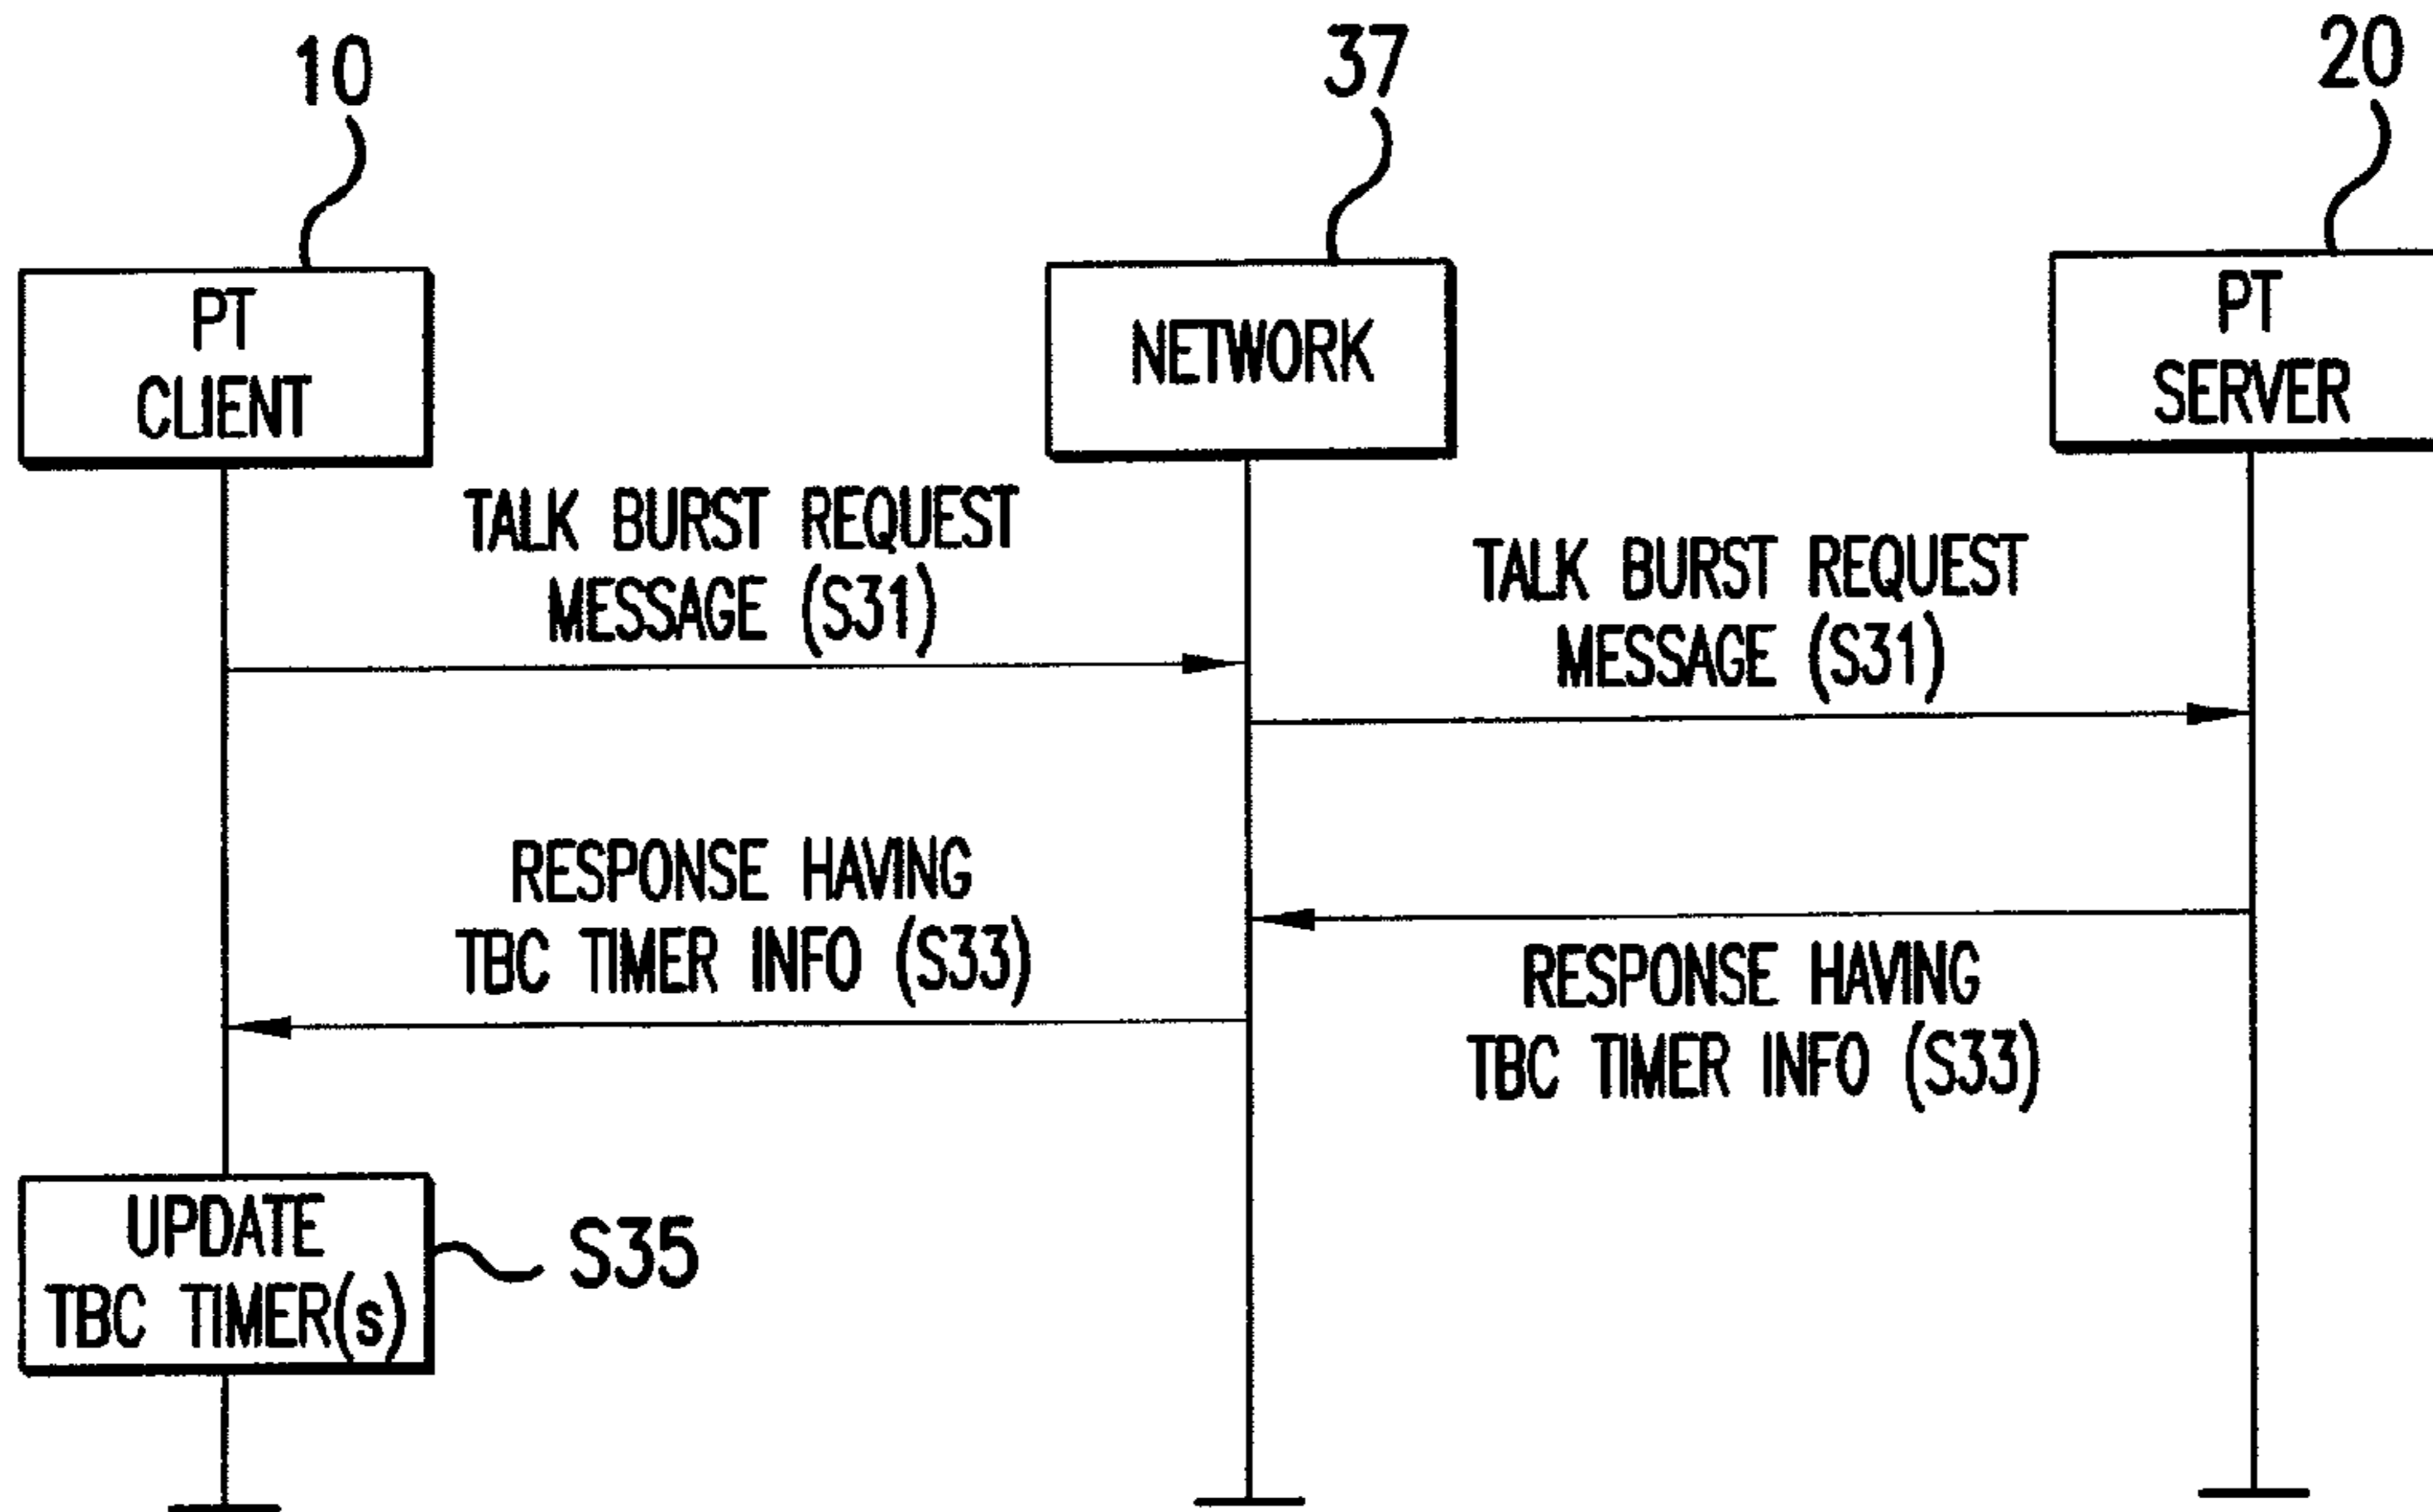 10
37
20
PT
CLIENT
NETWORK
PT
SERVER
TALK BURST REQUEST
MESSAGE (S31)
TALK BURST REQUEST
MESSAGE (S31)
RESPONSE HAVING
TBC TIMER INFO (S33)
RESPONSE HAVING
TBC TIMER INFO (S33)
UPDATE
TBC TIMER(s)
S35